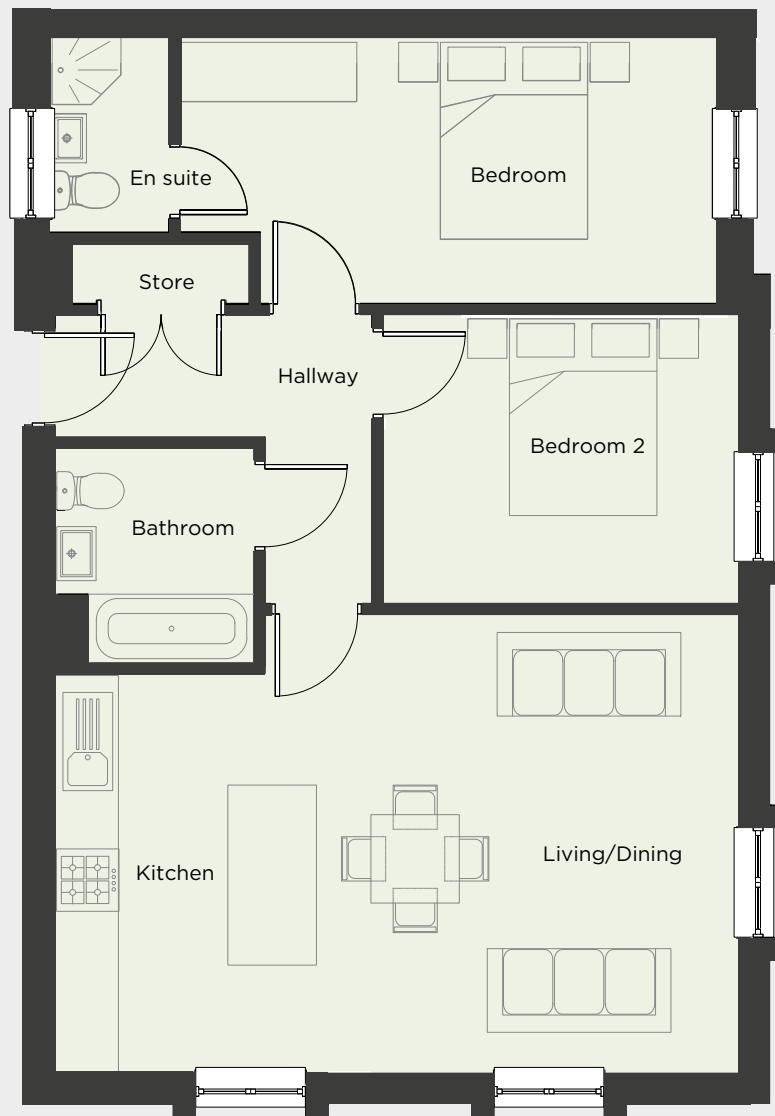 En suite
Bedroom
Store
Hallway
Bedroom 2
Bathroom
Kitchen
Living/Dining